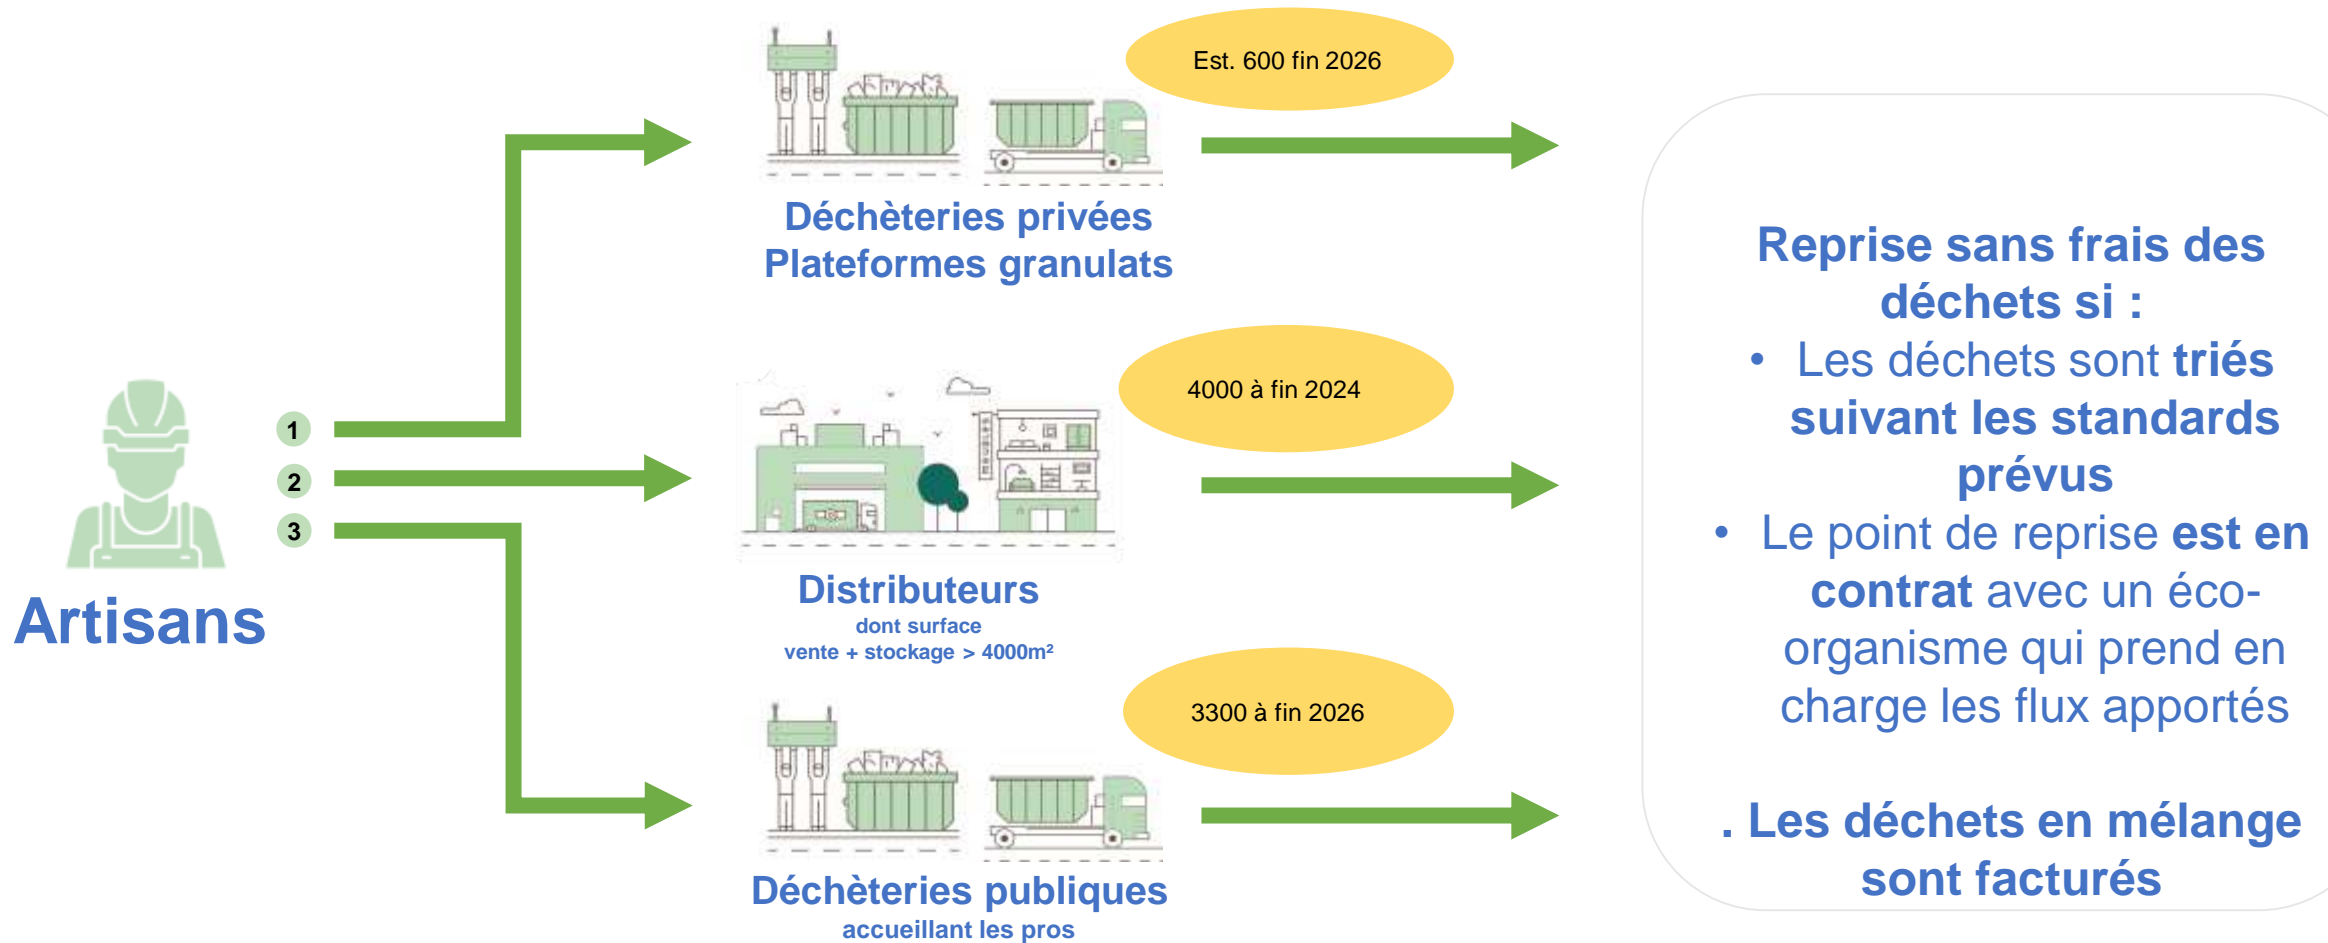 Artisans
1
2
3
Est. 600 fin 2026
Déchèteries privées
Plateformes granulats
4000 à fin 2024
MEUBLES
Distributeurs
dont surface
vente + stockage > 4000m²
3300 à fin 2026
Déchèteries publiques
accueillant les pros
Reprise sans frais des
déchets si :
• Les déchets sont triés
suivant les standards
prévus
• Le point de reprise est en
contrat avec un éco-
organisme qui prend en
charge les flux apportés
. Les déchets en mélange
sont facturés